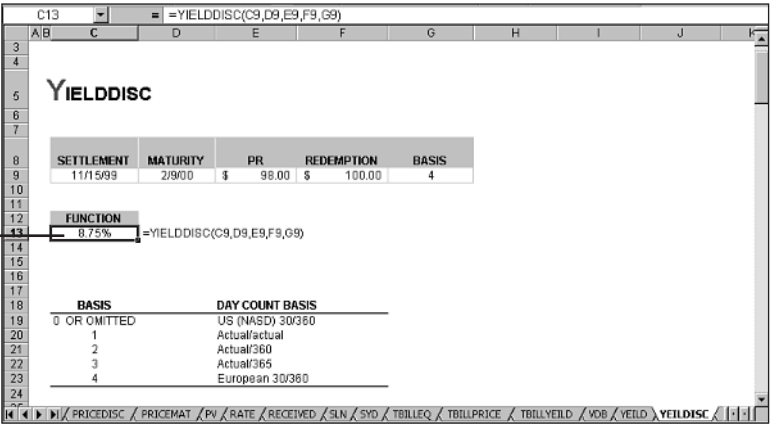 C13 = =YIELDDISC(C9,D9,E9,F9,G9)
A B C D E F G H I J K
3
4
5 YIELDDISC
6
7
8 SETTLEMENT MATURITY PR REDEMPTION BASIS
9 11/15/99 2/9/00 $ 98.00 $ 100.00 4
10
11
12 FUNCTION
13 8.75% =YIELDDISC(C9,D9,E9,F9,G9)
14
15
16
17
18 BASIS DAY COUNT BASIS
19 0 OR OMITTED US (NASD) 30/360
20 1 Actual/actual
21 2 Actual/360
22 3 Actual/365
23 4 European 30/360
24
PRICEDISC PRICEMAT PV RATE RECEIVED SLN SYD TBILLEQ TBILLPRICE TBILLYEILD VDB YEILD YEILDISC